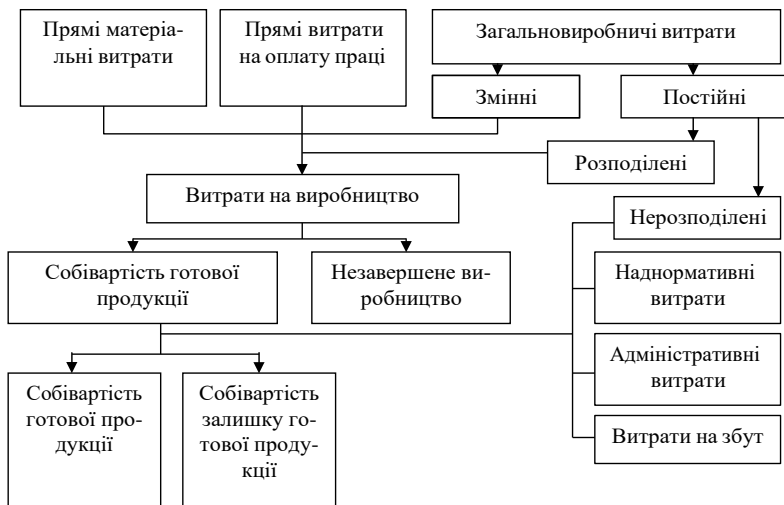 Прямі матеріа-
льні витрати
Прямі витрати
на оплату праці
Загальновиробничі витрати
Змінні
Постійні
Розподілені
Витрати на виробництво
Нерозподілені
Собівартість готової
продукції
Незавершене ви-
робництво
Наднормативні
витрати
Адміністративні
витрати
Собівартість
готової про-
дукції
Собівартість
залишку го-
тової проду-
кції
Витрати на збут